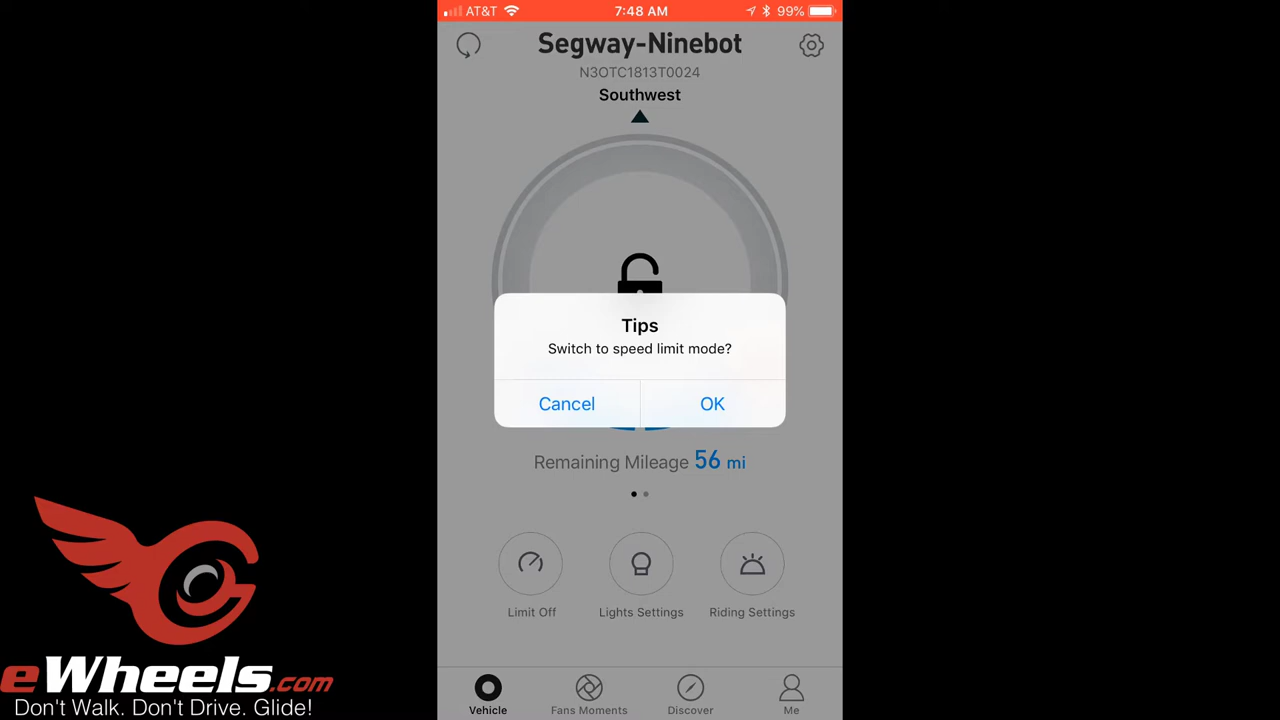 AT&T 7:48 AM 99%
Segway-Ninebot
N3OTC1813T0024
Southwest
Tips
Switch to speed limit mode?
Cancel OK
Remaining Mileage 56 mi
Limit Off Lights Settings Riding Settings
Vehicle Fans Moments Discover Me
eWheels.com
Don't Walk. Don't Drive. Glide!